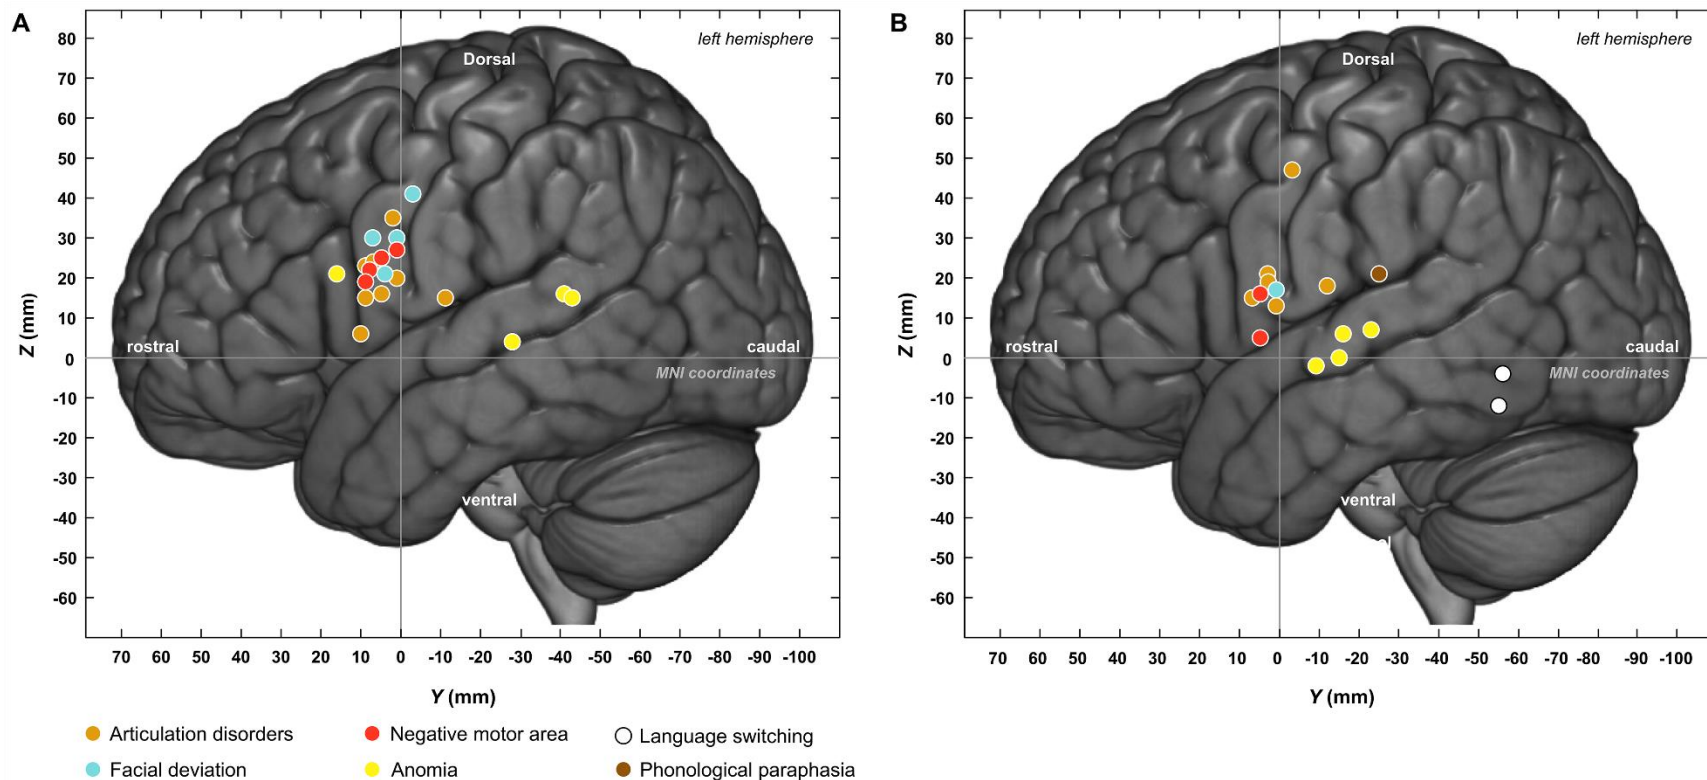 A
left hemisphere
Dorsal
80
70
60
50
40
30
20
10
0
-10
-20
-30
-40
-50
-60
Z (mm)
rostral
caudal
MNI coordinates
ventral
70 60 50 40 30 20 10 0 -10 -20 -30 -40 -50 -60 -70 -80 -90 -100
Y (mm)
B
left hemisphere
Dorsal
80
70
60
50
40
30
20
10
0
-10
-20
-30
-40
-50
-60
Z (mm)
rostral
caudal
MNI coordinates
ventral
70 60 50 40 30 20 10 0 -10 -20 -30 -40 -50 -60 -70 -80 -90 -100
Y (mm)
Articulation disorders
Negative motor area
Language switching
Facial deviation
Anomia
Phonological paraphasia